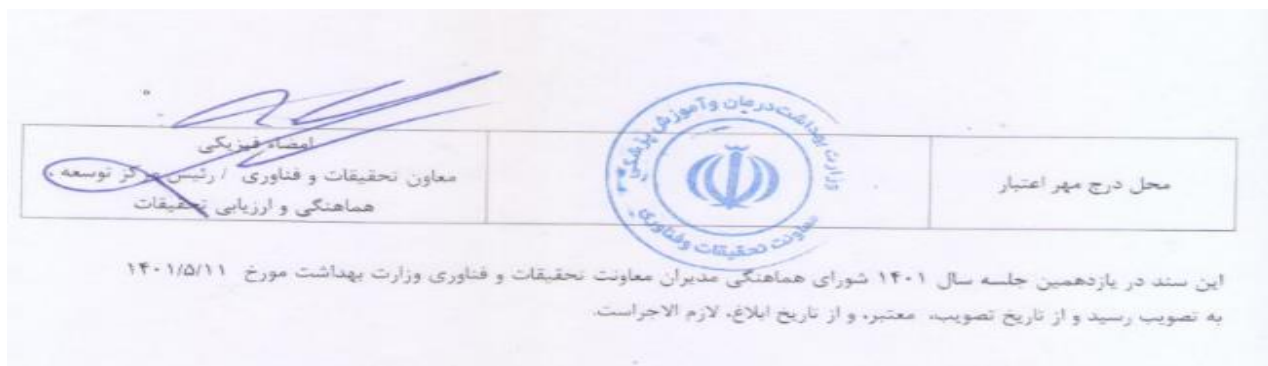 محل درج مهر اعتبار
وزارت بهداشت درمان و آموزش پزشکی
معاونت تحقیقات و فناوری
امضاء فیزیکی
معاون تحقیقات و فناوری / رئیس مرکز توسعه ،
هماهنگی و ارزیابی تحقیقات
این سند در یازدهمین جلسه سال ۱۴۰۱ شورای هماهنگی مدیران معاونت تحقیقات و فناوری وزارت بهداشت مورخ ۱۴۰۱/۵/۱۱
به تصویب رسید و از تاریخ تصویب، معتبر، و از تاریخ ابلاغ، لازم الاجراست.